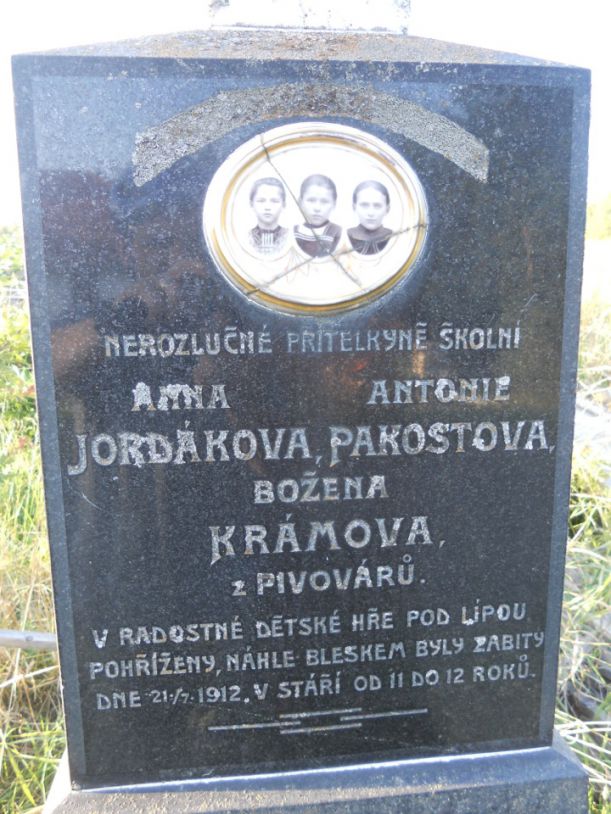 NEROZLUČNÉ PŘÍTELKYNĚ ŠKOLNÍ
ANNA ANTONIE
JORDÁKOVA, PAKOSTOVA,
BOŽENA
KRÁMOVA,
z PIVOVÁRŮ.
V RADOSTNÉ DĚTSKÉ HŘE POD LÍPOU
POHŘÍŽENY, NÁHLE BLESKEM BYLY ZABITY
DNE 21./7. 1912. V STÁŘÍ OD 11 DO 12 ROKŮ.